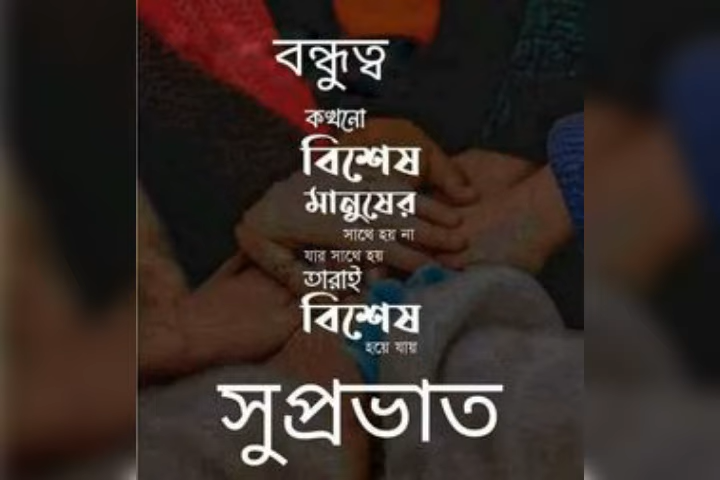 বন্ধুত্ব
কখনো
বিশেষ
মানুষের
সাথে হয় না
যার সাথে হয়
তারাই
বিশেষ
হয়ে যায়
সুপ্রভাত